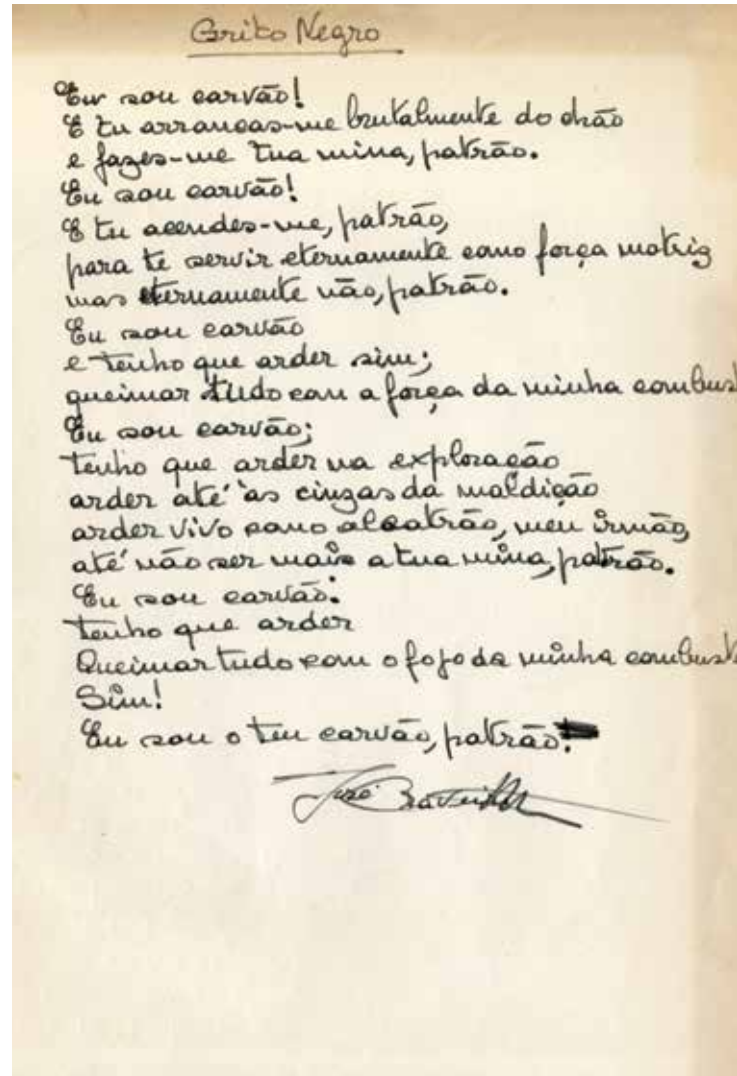 Grito Negro
Eu sou carvão!
E tu arrancas-me brutalmente do chão
e fazes-me tua mina, patrão.
Eu sou carvão!
E tu acendes-me, patrão,
para te servir eternamente como força motriz
mas eternamente não, patrão.
Eu sou carvão
e tenho que arder sim;
queimar tudo com a força da minha combust
Eu sou carvão;
tenho que arder na exploração
arder até às cinzas da maldição
arder vivo como alcatrão, meu irmão,
até não ser mais a tua mina, patrão.
Eu sou carvão.
Tenho que arder
Queimar tudo com o fogo da minha combust
Sim!
Eu sou o teu carvão, patrão.
José Craveirinha